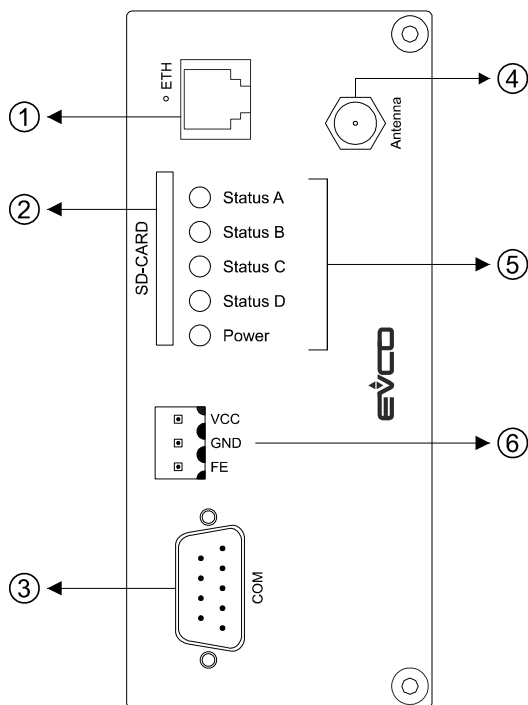 ETH
1
4
Antenna
2
SD-CARD
Status A
Status B
Status C
Status D
Power
5
EVCO
VCC
GND
FE
6
3
COM